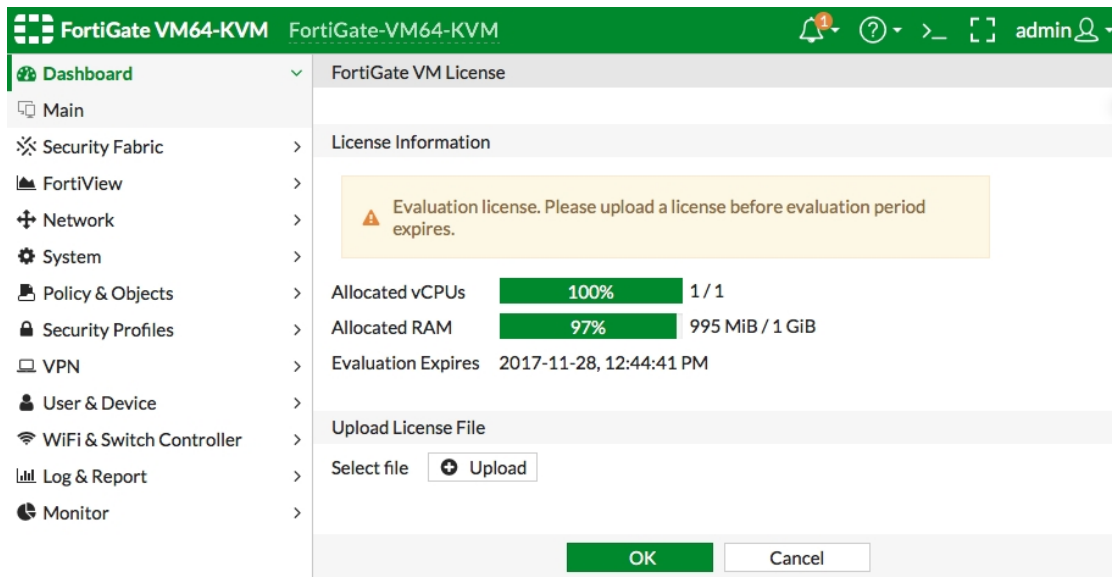 FortiGate VM64-KVM FortiGate-VM64-KVM 1 ? >_ admin
Dashboard
Main
Security Fabric
FortiView
Network
System
Policy & Objects
Security Profiles
VPN
User & Device
WiFi & Switch Controller
Log & Report
Monitor
FortiGate VM License
License Information
Evaluation license. Please upload a license before evaluation period
expires.
Allocated vCPUs 100% 1 / 1
Allocated RAM 97% 995 MiB / 1 GiB
Evaluation Expires 2017-11-28, 12:44:41 PM
Upload License File
Select file Upload
OK Cancel